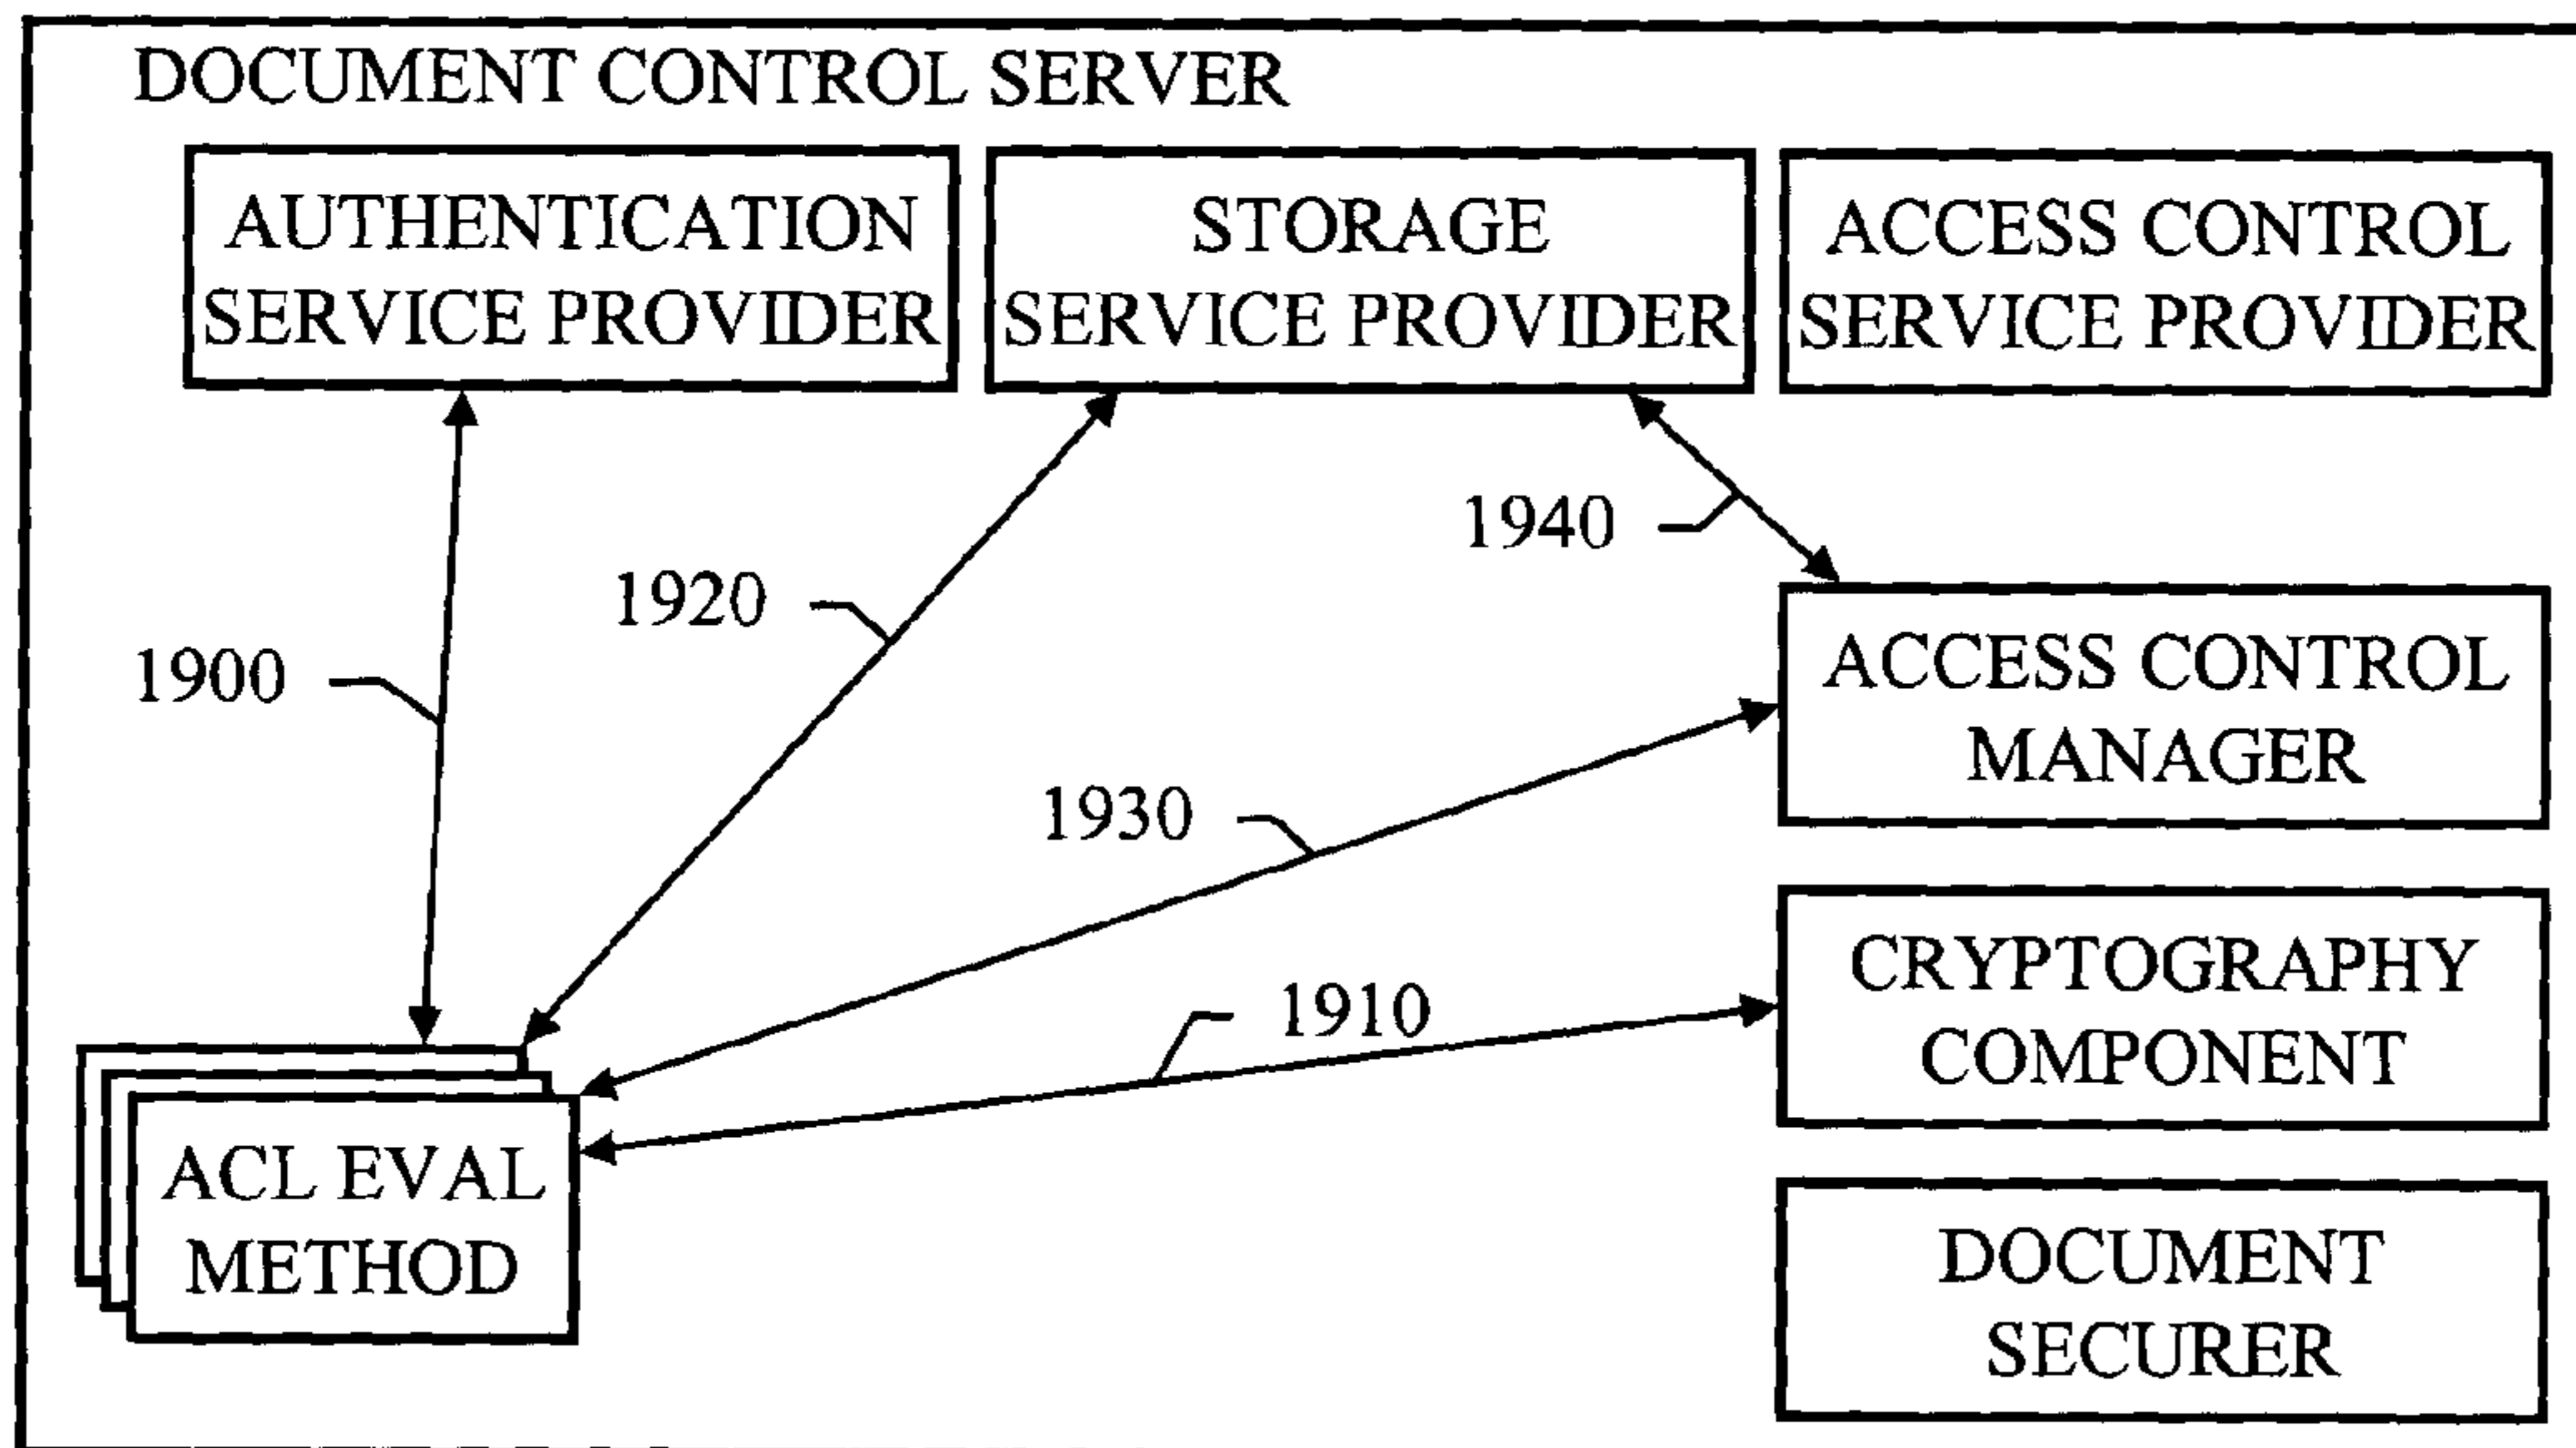 DOCUMENT CONTROL SERVER
AUTHENTICATION
SERVICE PROVIDER
STORAGE
SERVICE PROVIDER
ACCESS CONTROL
SERVICE PROVIDER
1940
1920
1900
ACCESS CONTROL
MANAGER
1930
1910
CRYPTOGRAPHY
COMPONENT
ACL EVAL
METHOD
DOCUMENT
SECURER